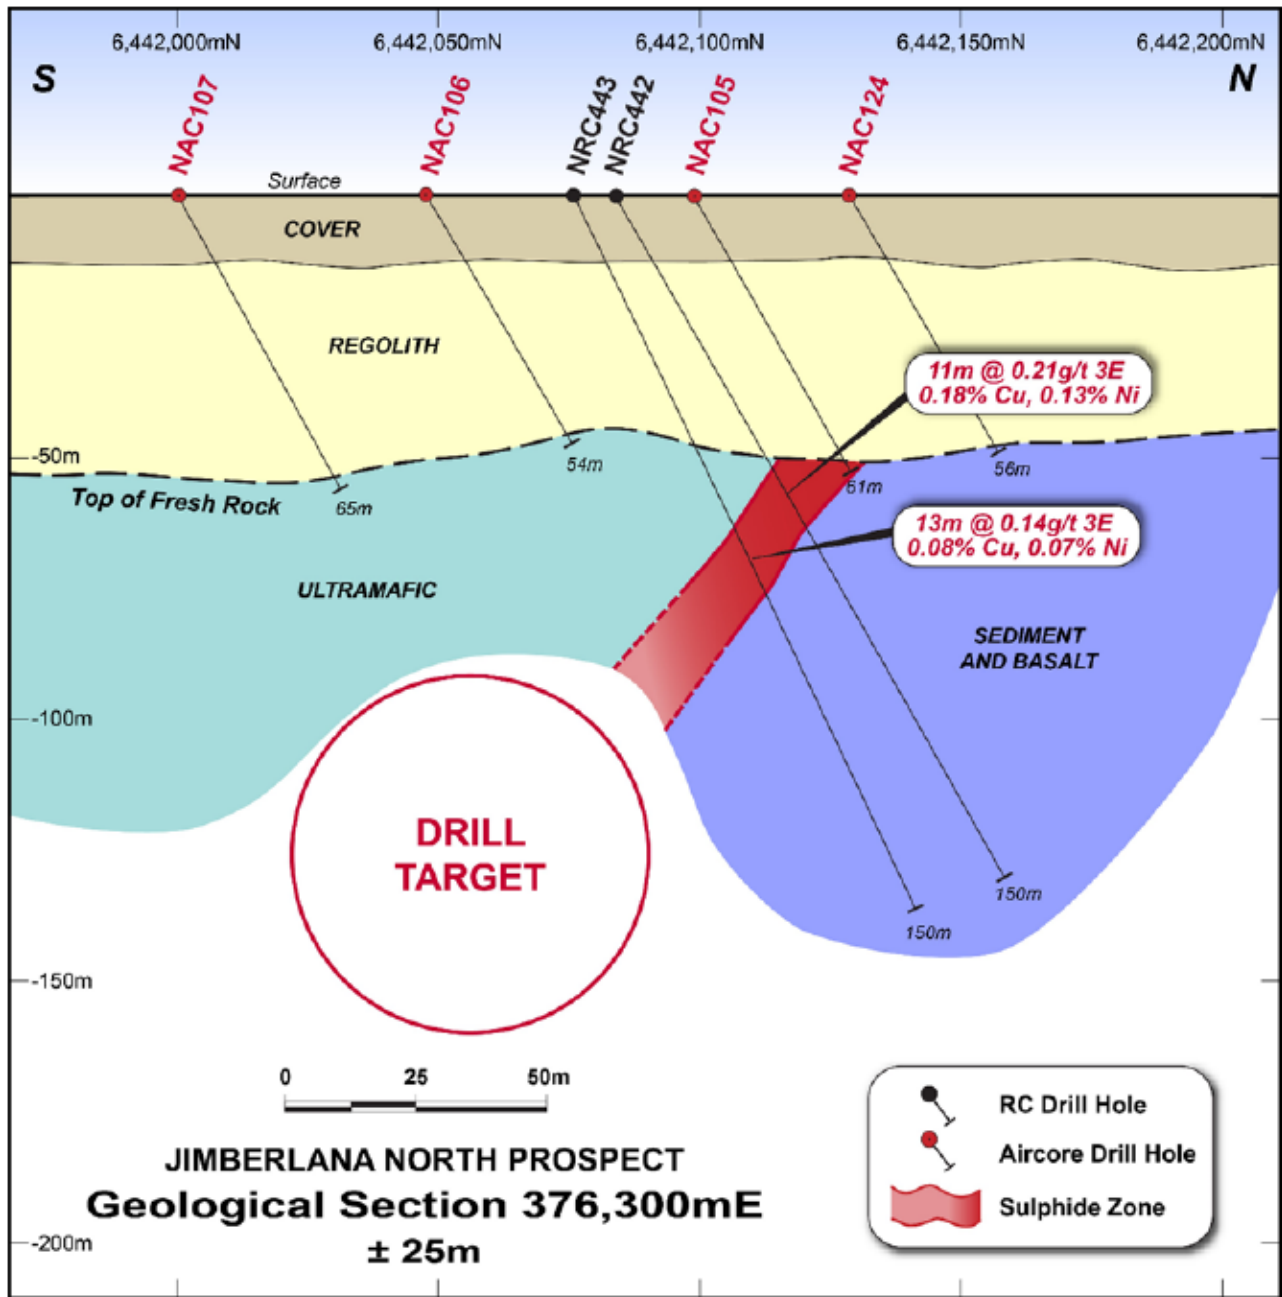 6,442,000mN 6,442,050mN 6,442,100mN 6,442,150mN 6,442,200mN
S N
NAC107 NAC106 NRC443 NRC442 NAC105 NAC124
Surface
COVER
REGOLITH
11m @ 0.21g/t 3E
0.18% Cu, 0.13% Ni
-50m
54m
56m
61m
Top of Fresh Rock
65m
13m @ 0.14g/t 3E
0.08% Cu, 0.07% Ni
ULTRAMAFIC
SEDIMENT
AND BASALT
-100m
DRILL
TARGET
150m
150m
-150m
0 25 50m
JIMBERLANA NORTH PROSPECT
Geological Section 376,300mE
± 25m
RC Drill Hole
Aircore Drill Hole
Sulphide Zone
-200m